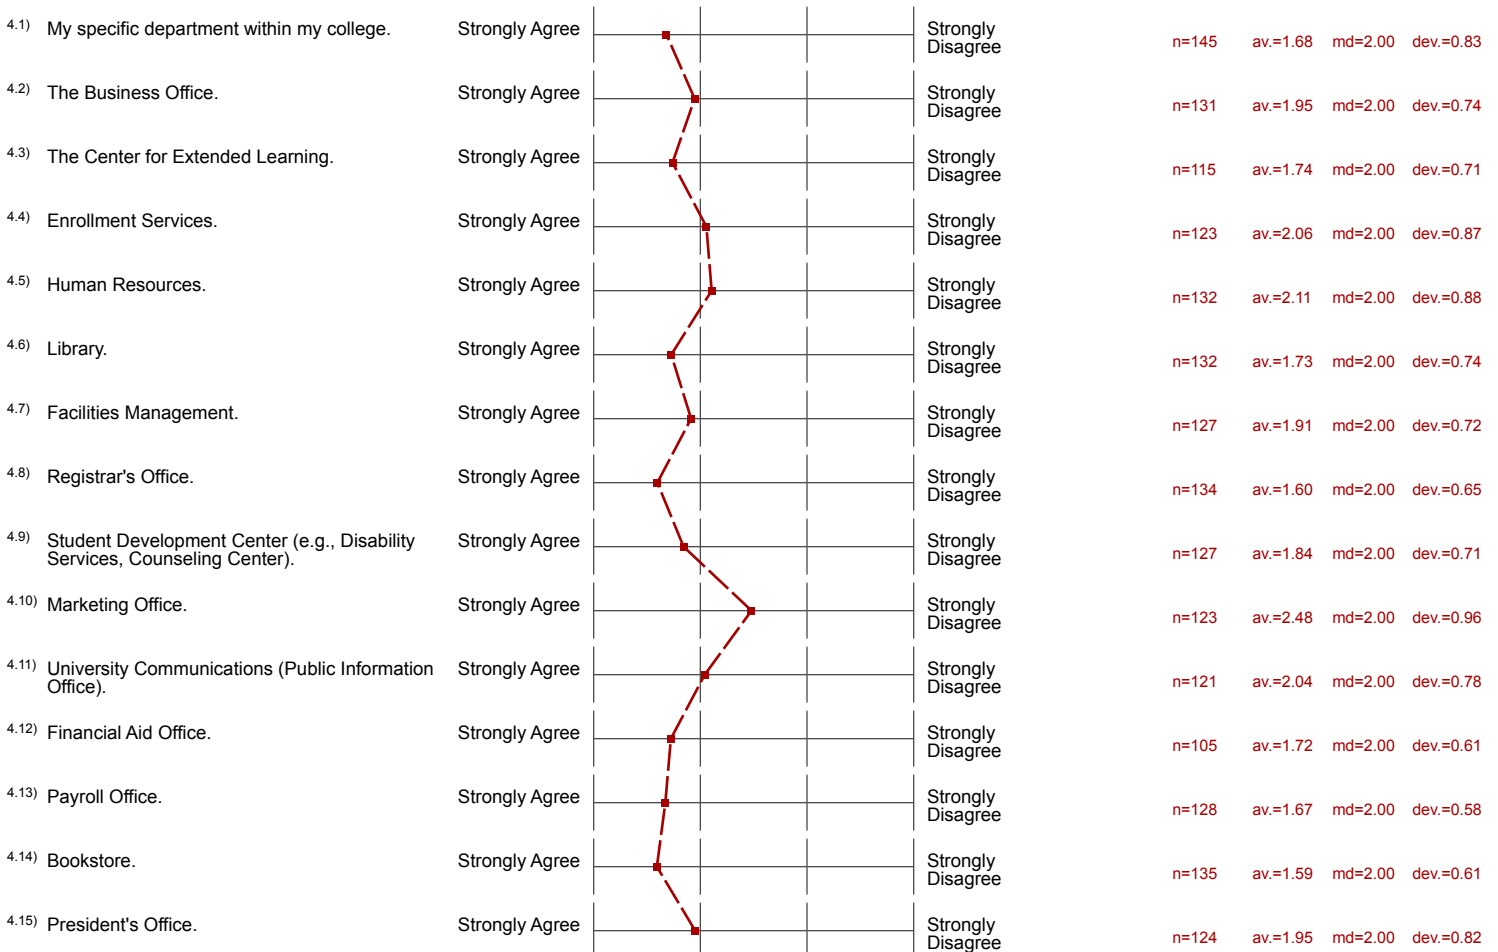 4.1) My specific department within my college. Strongly Agree Strongly
Disagree n=145 av.=1.68 md=2.00 dev.=0.83
4.2) The Business Office. Strongly Agree Strongly
Disagree n=131 av.=1.95 md=2.00 dev.=0.74
4.3) The Center for Extended Learning. Strongly Agree Strongly
Disagree n=115 av.=1.74 md=2.00 dev.=0.71
4.4) Enrollment Services. Strongly Agree Strongly
Disagree n=123 av.=2.06 md=2.00 dev.=0.87
4.5) Human Resources. Strongly Agree Strongly
Disagree n=132 av.=2.11 md=2.00 dev.=0.88
4.6) Library. Strongly Agree Strongly
Disagree n=132 av.=1.73 md=2.00 dev.=0.74
4.7) Facilities Management. Strongly Agree Strongly
Disagree n=127 av.=1.91 md=2.00 dev.=0.72
4.8) Registrar's Office. Strongly Agree Strongly
Disagree n=134 av.=1.60 md=2.00 dev.=0.65
4.9) Student Development Center (e.g., Disability Strongly Agree Strongly
Services, Counseling Center). Disagree n=127 av.=1.84 md=2.00 dev.=0.71
4.10) Marketing Office. Strongly Agree Strongly
Disagree n=123 av.=2.48 md=2.00 dev.=0.96
4.11) University Communications (Public Information Strongly Agree Strongly
Office). Disagree n=121 av.=2.04 md=2.00 dev.=0.78
4.12) Financial Aid Office. Strongly Agree Strongly
Disagree n=105 av.=1.72 md=2.00 dev.=0.61
4.13) Payroll Office. Strongly Agree Strongly
Disagree n=128 av.=1.67 md=2.00 dev.=0.58
4.14) Bookstore. Strongly Agree Strongly
Disagree n=135 av.=1.59 md=2.00 dev.=0.61
4.15) President's Office. Strongly Agree Strongly
Disagree n=124 av.=1.95 md=2.00 dev.=0.82